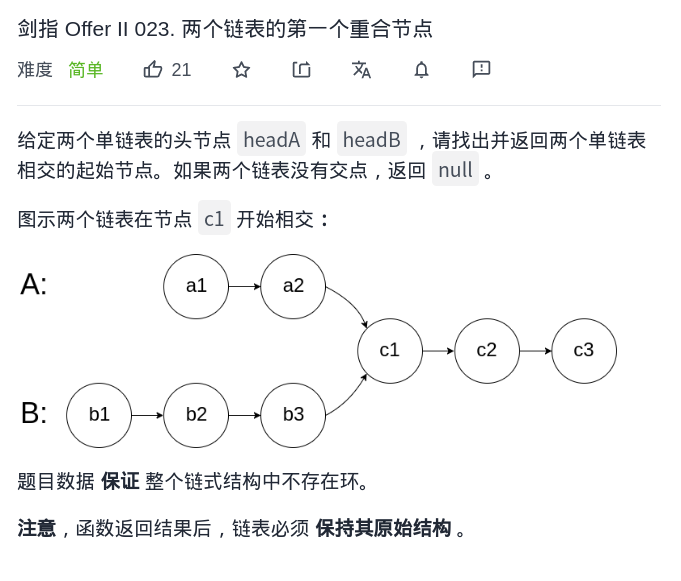 剑指 Offer II 023. 两个链表的第一个重合节点
难度 简单 21
给定两个单链表的头节点 headA 和 headB ，请找出并返回两个单链表
相交的起始节点。如果两个链表没有交点，返回 null 。
图示两个链表在节点 c1 开始相交：
A: a1 a2
c1 c2 c3
B: b1 b2 b3
题目数据 保证 整个链式结构中不存在环。
注意，函数返回结果后，链表必须 保持其原始结构 。